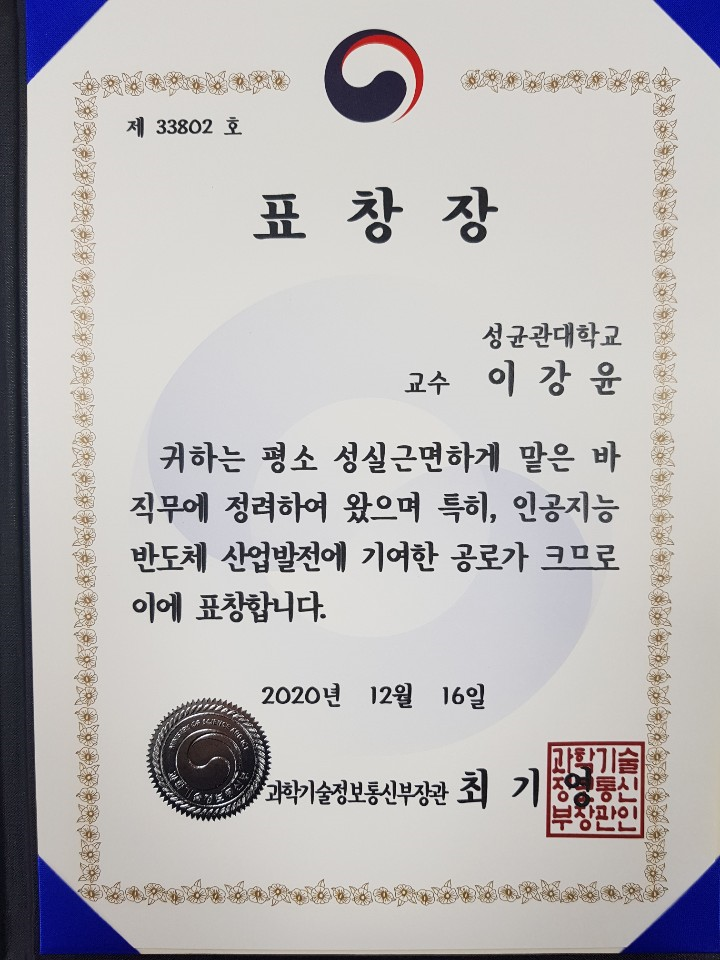 제 33802 호
표 창 장
성균관대학교
교수 이 강 윤
귀하는 평소 성실근면하게 맡은 바
직무에 정려하여 왔으며 특히, 인공지능
반도체 산업발전에 기여한 공로가 크므로
이에 표창합니다.
2020년 12월 16일
과학기술정보통신부장관 최 기 영
과학기술
정보통신
부장관인